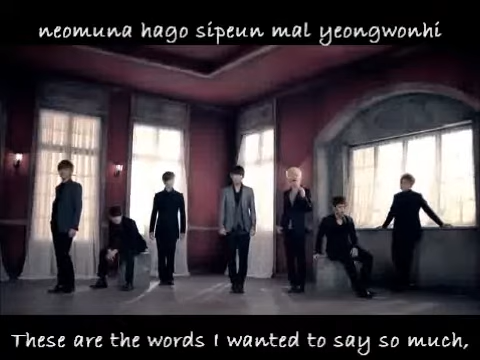 neomuna hago sipeun mal yeongwonhi
These are the words I wanted to say so much,